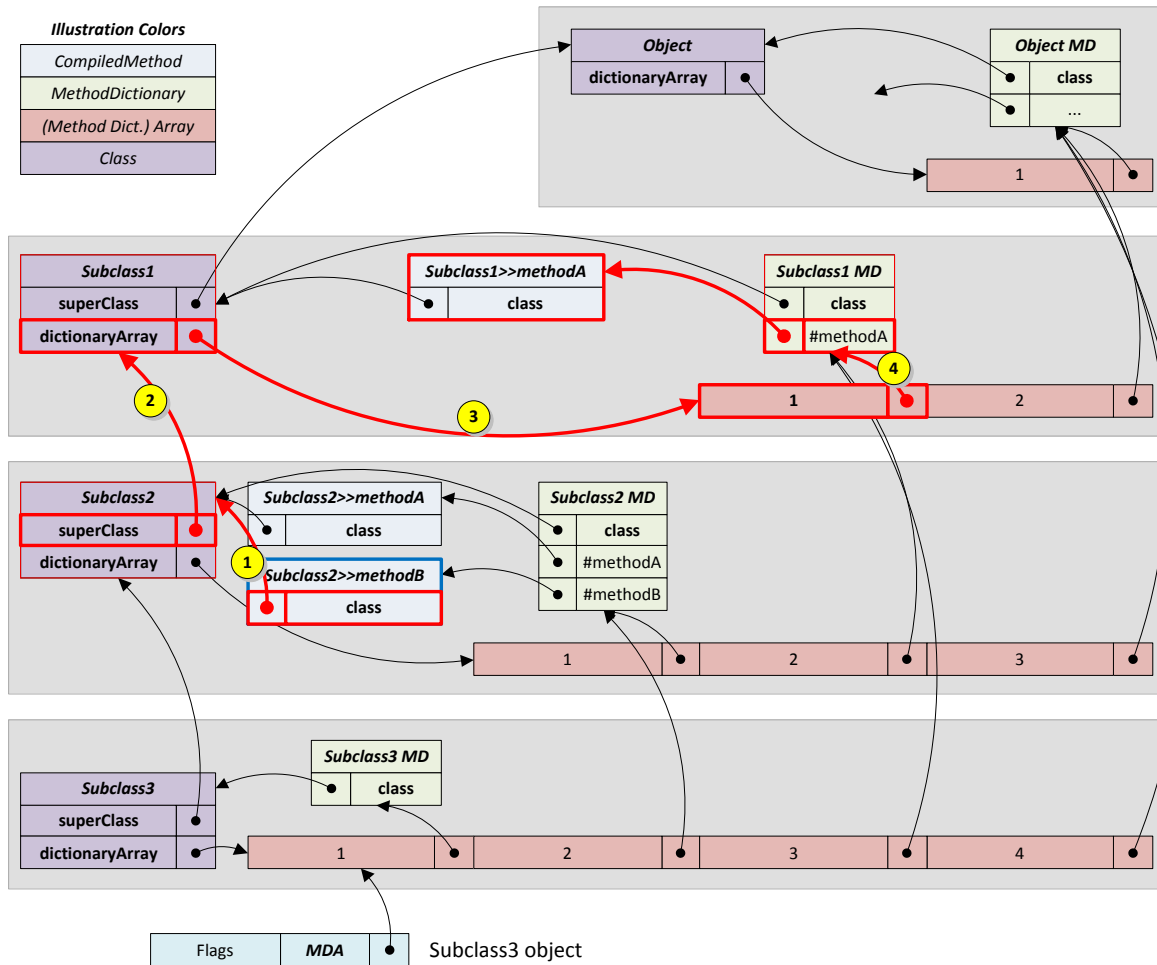 Illustration Colors
CompiledMethod
MethodDictionary
(Method Dict.) Array
Class
Object
dictionaryArray
Object MD
class
...
1
Subclass1
superClass
dictionaryArray
Subclass1>>methodA
class
Subclass1 MD
class
#methodA
4
2
3
1
2
Subclass2
superClass
dictionaryArray
Subclass2>>methodA
class
1
Subclass2>>methodB
class
Subclass2 MD
class
#methodA
#methodB
1
2
3
Subclass3 MD
class
Subclass3
superClass
dictionaryArray
1
2
3
4
Flags
MDA
Subclass3 object